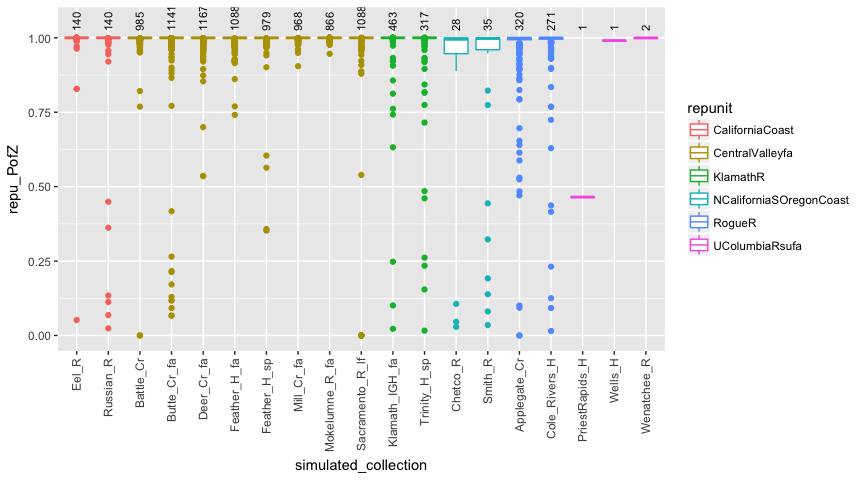 140 140 985 1141 1167 1088 979 968 866 1088 463 317 28 35 320 271 1 1 2
1.00
0.75
0.50
0.25
0.00
repu_PofZ
Eel_R
Russian_R
Battle_Cr
Butte_Cr_fa
Deer_Cr_fa
Feather_H_fa
Feather_H_sp
Mill_Cr_fa
Mokelumne_R_fa
Sacramento_R_lf
Klamath_IGH_fa
Trinity_H_sp
Chetco_R
Smith_R
Applegate_Cr
Cole_Rivers_H
PriestRapids_H
Wells_H
Wenatchee_R
simulated_collection
repunit
CaliforniaCoast
CentralValleyfa
KlamathR
NCaliforniaSOregonCoast
RogueR
UColumbiaRsufa